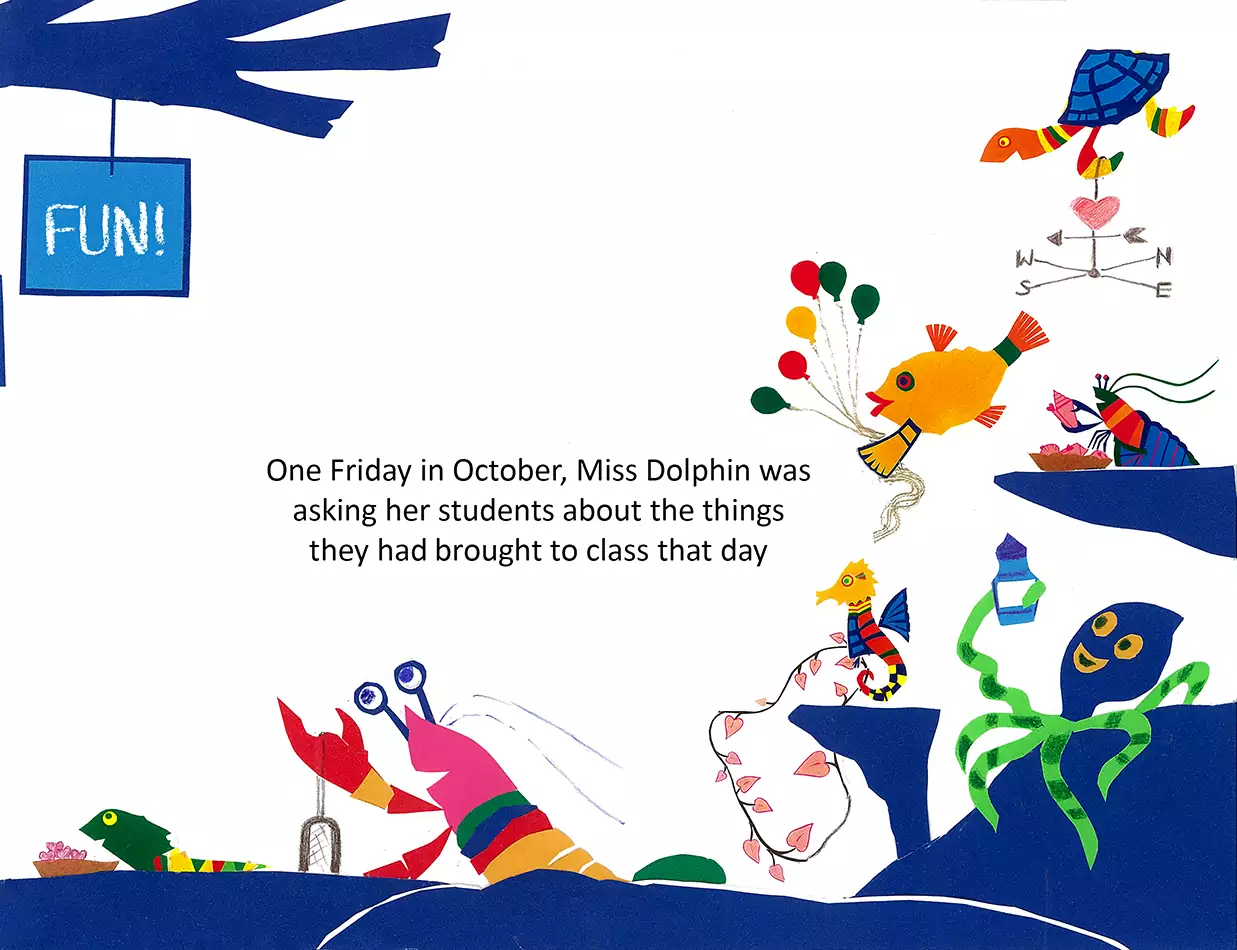 FUN!
W N
S E
One Friday in October, Miss Dolphin was
asking her students about the things
they had brought to class that day